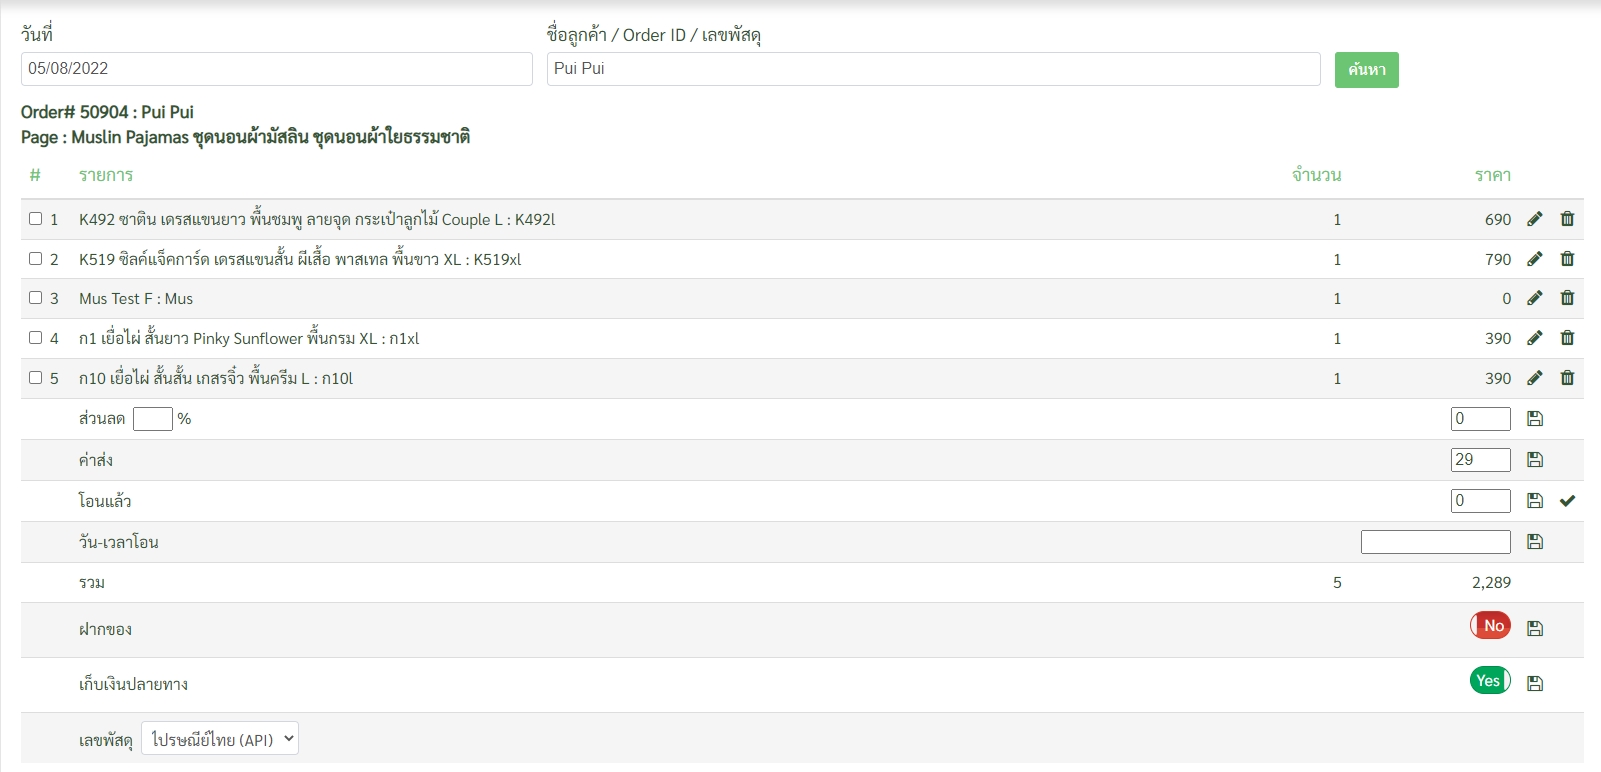 วันที่ ชื่อลูกค้า / Order ID / เลขพัสดุ
05/08/2022 Pui Pui ค้นหา
Order# 50904 : Pui Pui
Page : Muslin Pajamas ชุดนอนผ้ามัสลิน ชุดนอนผ้าใยธรรมชาติ
# รายการ จำนวน ราคา
1 K492 ซาติน เดรสแขนยาว พื้นชมพู ลายจุด กระเป๋าลูกไม้ Couple L : K492l 1 690
2 K519 ซิลค์แจ็คการ์ด เดรสแขนสั้น ผีเสื้อ พาสเทล พื้นขาว XL : K519xl 1 790
3 Mus Test F : Mus 1 0
4 ก1 เยื่อไผ่ สั้นยาว Pinky Sunflower พื้นกรม XL : ก1xl 1 390
5 ก10 เยื่อไผ่ สั้นสั้น เกสรจิ๋ว พื้นครีม L : ก10l 1 390
ส่วนลด % 0
ค่าส่ง 29
โอนแล้ว 0
วัน-เวลาโอน
รวม 5 2,289
ฝากของ No
เก็บเงินปลายทาง Yes
เลขพัสดุ ไปรษณีย์ไทย (API)